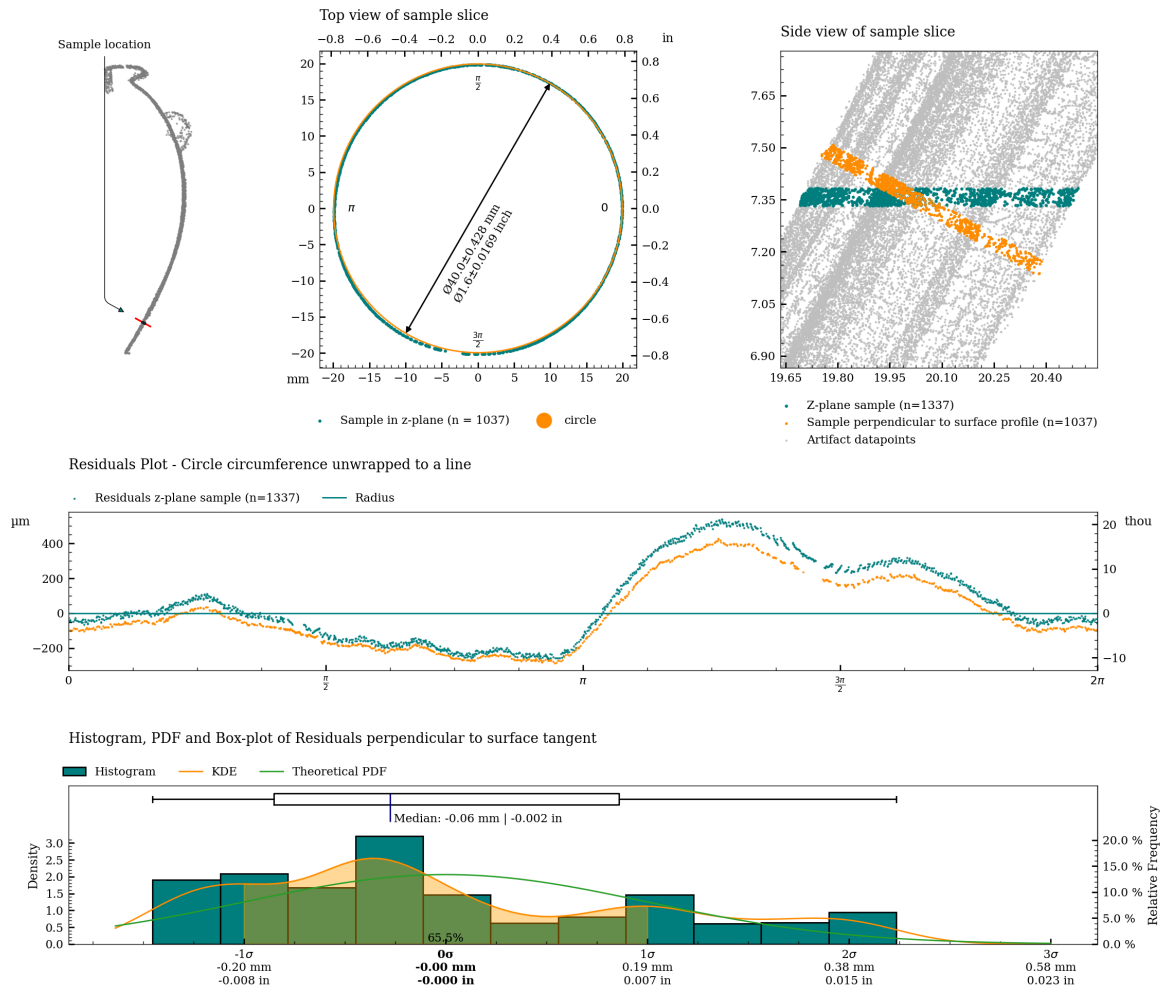 Sample location
Top view of sample slice
−0.8 −0.6 −0.4 −0.2 0.0 0.2 0.4 0.6 0.8 in
20 15 10 5 0 −5 −10 −15 −20
0.8 0.6 0.4 0.2 0.0 −0.2 −0.4 −0.6 −0.8
π/2
π
0
3π/2
Ø40.0±0.428 mm
Ø1.6±0.0169 Inch
mm −20 −15 −10 −5 0 5 10 15 20
Sample in z-plane (n = 1037) circle
Side view of sample slice
7.65
7.50
7.35
7.20
7.05
6.90
19.65 19.80 19.95 20.10 20.25 20.40
Z-plane sample (n=1337)
Sample perpendicular to surface profile (n=1037)
Artifact datapoints
Residuals Plot - Circle circumference unwrapped to a line
Residuals z-plane sample (n=1337) Radius
µm thou
400
200
0
−200
20
10
0
−10
0 π/2 π 3π/2 2π
Histogram, PDF and Box-plot of Residuals perpendicular to surface tangent
Histogram KDE Theoretical PDF
Median: -0.06 mm | -0.002 in
Density
3.0
2.5
2.0
1.5
1.0
0.5
0.0
20.0 %
15.0 %
10.0 %
5.0 %
0.0 %
Relative Frequency
65.5%
-1σ 0σ 1σ 2σ 3σ
-0.20 mm -0.00 mm 0.19 mm 0.38 mm 0.58 mm
-0.008 in -0.000 in 0.007 in 0.015 in 0.023 in